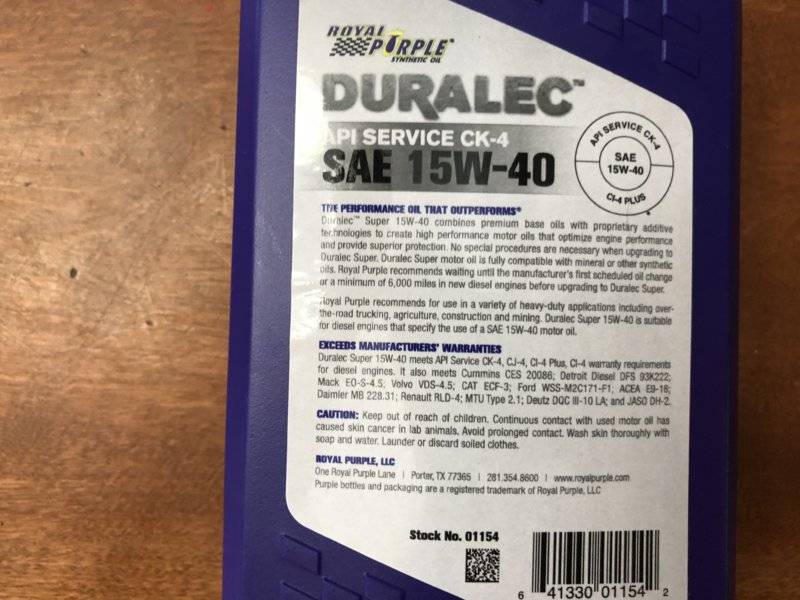 ROYAL
PURPLE®
SYNTHETIC OIL
DURALEC™
API SERVICE CK-4
SAE 15W-40
API SERVICE CK-4
SAE
15W-40
CI-4 PLUS
THE PERFORMANCE OIL THAT OUTPERFORMS®
Duralec™ Super 15W-40 combines premium base oils with proprietary additive
technologies to create high performance motor oils that optimize engine performance
and provide superior protection. No special procedures are necessary when upgrading to
Duralec Super. Duralec Super motor oil is fully compatible with mineral or other synthetic
oils. Royal Purple recommends waiting until the manufacturer's first scheduled oil change
or a minimum of 6,000 miles in new diesel engines before upgrading to Duralec Super.
Royal Purple recommends for use in a variety of heavy-duty applications including over-
the-road trucking, agriculture, construction and mining. Duralec Super 15W-40 is suitable
for diesel engines that specify the use of a SAE 15W-40 motor oil.
EXCEEDS MANUFACTURERS' WARRANTIES
Duralec Super 15W-40 meets API Service CK-4, CJ-4, CI-4 Plus, CI-4 warranty requirements
for diesel engines. It also meets Cummins CES 20086; Detroit Diesel DFS 93K222;
Mack EO-S-4.5; Volvo VDS-4.5; CAT ECF-3; Ford WSS-M2C171-F1; ACEA E9-16;
Daimler MB 228.31; Renault RLD-4; MTU Type 2.1; Deutz DQC III-10 LA; and JASO DH-2.
CAUTION: Keep out of reach of children. Continuous contact with used motor oil has
caused skin cancer in lab animals. Avoid prolonged contact. Wash skin thoroughly with
soap and water. Launder or discard soiled clothes.
ROYAL PURPLE, LLC
One Royal Purple Lane | Porter, TX 77365 | 281.354.8600 | www.royalpurple.com
Purple bottles and packaging are a registered trademark of Royal Purple, LLC
Stock No. 01154
6 41330 01154 2